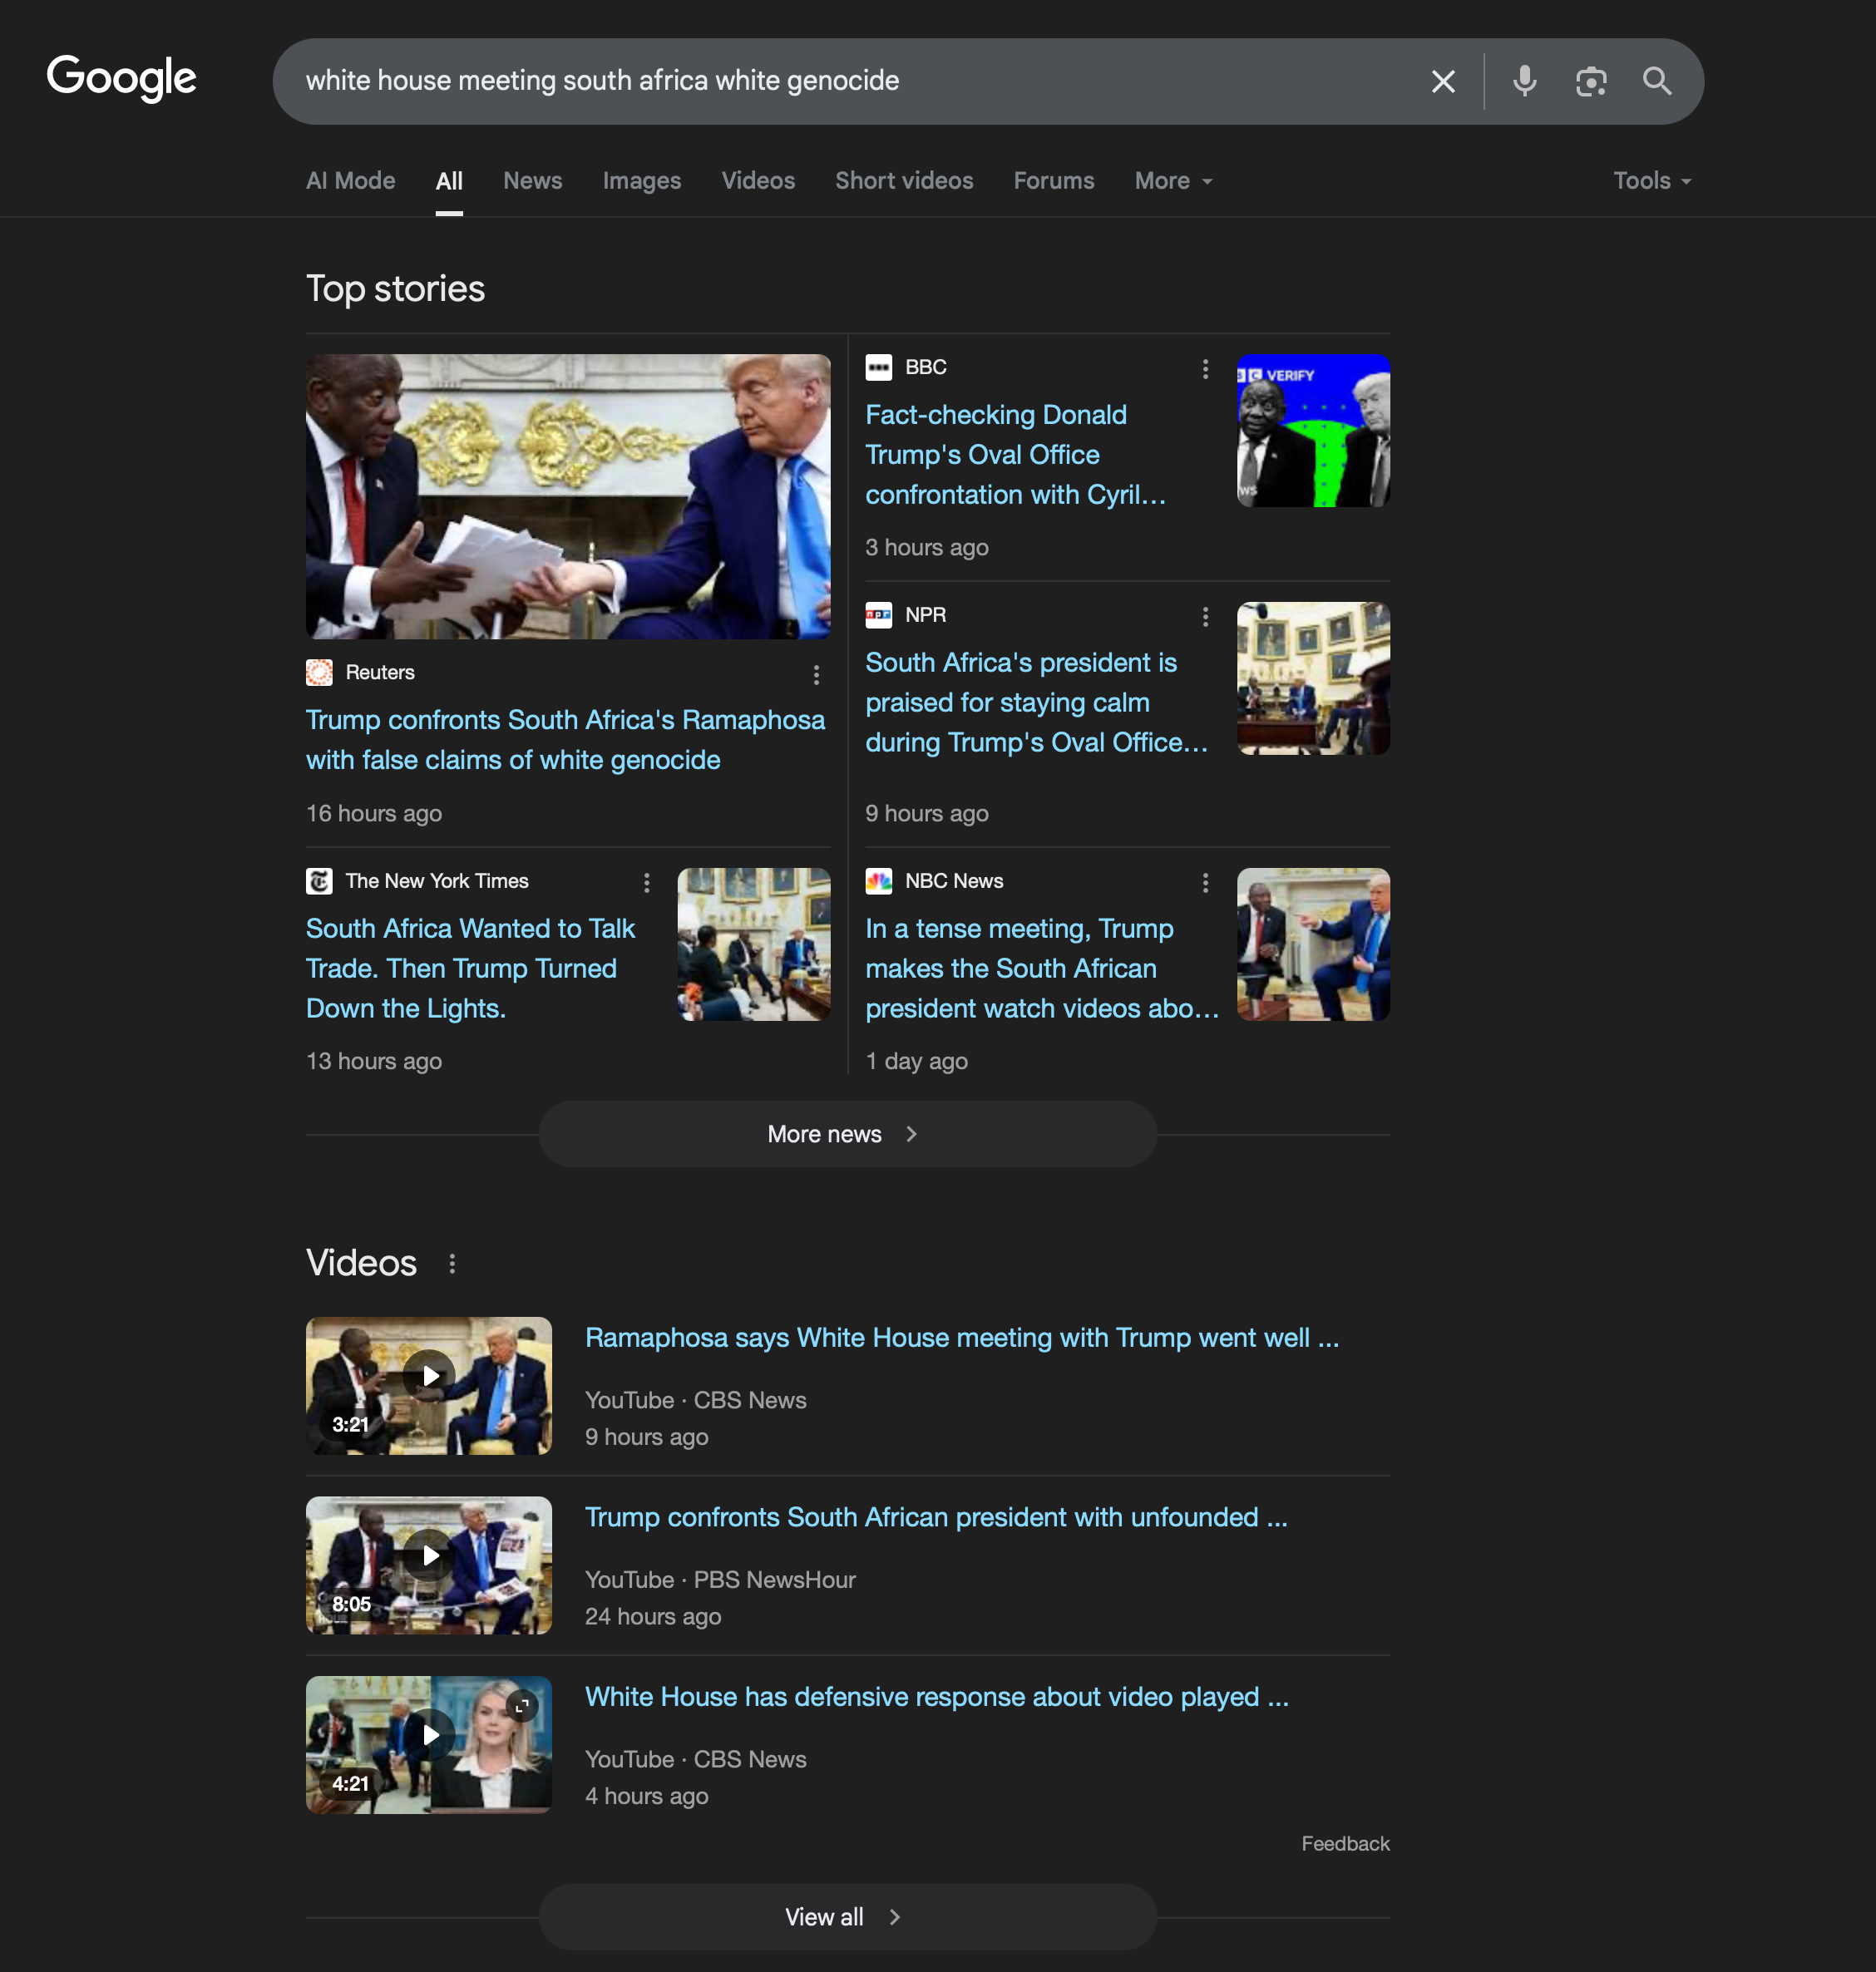 Google
white house meeting south africa white genocide
AI Mode
All
News
Images
Videos
Short videos
Forums
More
Tools
Top stories
Reuters
Trump confronts South Africa's Ramaphosa
with false claims of white genocide
16 hours ago
The New York Times
South Africa Wanted to Talk
Trade. Then Trump Turned
Down the Lights.
13 hours ago
BBC
Fact-checking Donald
Trump's Oval Office
confrontation with Cyril...
3 hours ago
VERIFY
NPR
South Africa's president is
praised for staying calm
during Trump's Oval Office...
9 hours ago
NBC News
In a tense meeting, Trump
makes the South African
president watch videos abo...
1 day ago
More news
Videos
3:21
Ramaphosa says White House meeting with Trump went well ...
YouTube · CBS News
9 hours ago
8:05
Trump confronts South African president with unfounded ...
YouTube · PBS NewsHour
24 hours ago
4:21
White House has defensive response about video played ...
YouTube · CBS News
4 hours ago
Feedback
View all